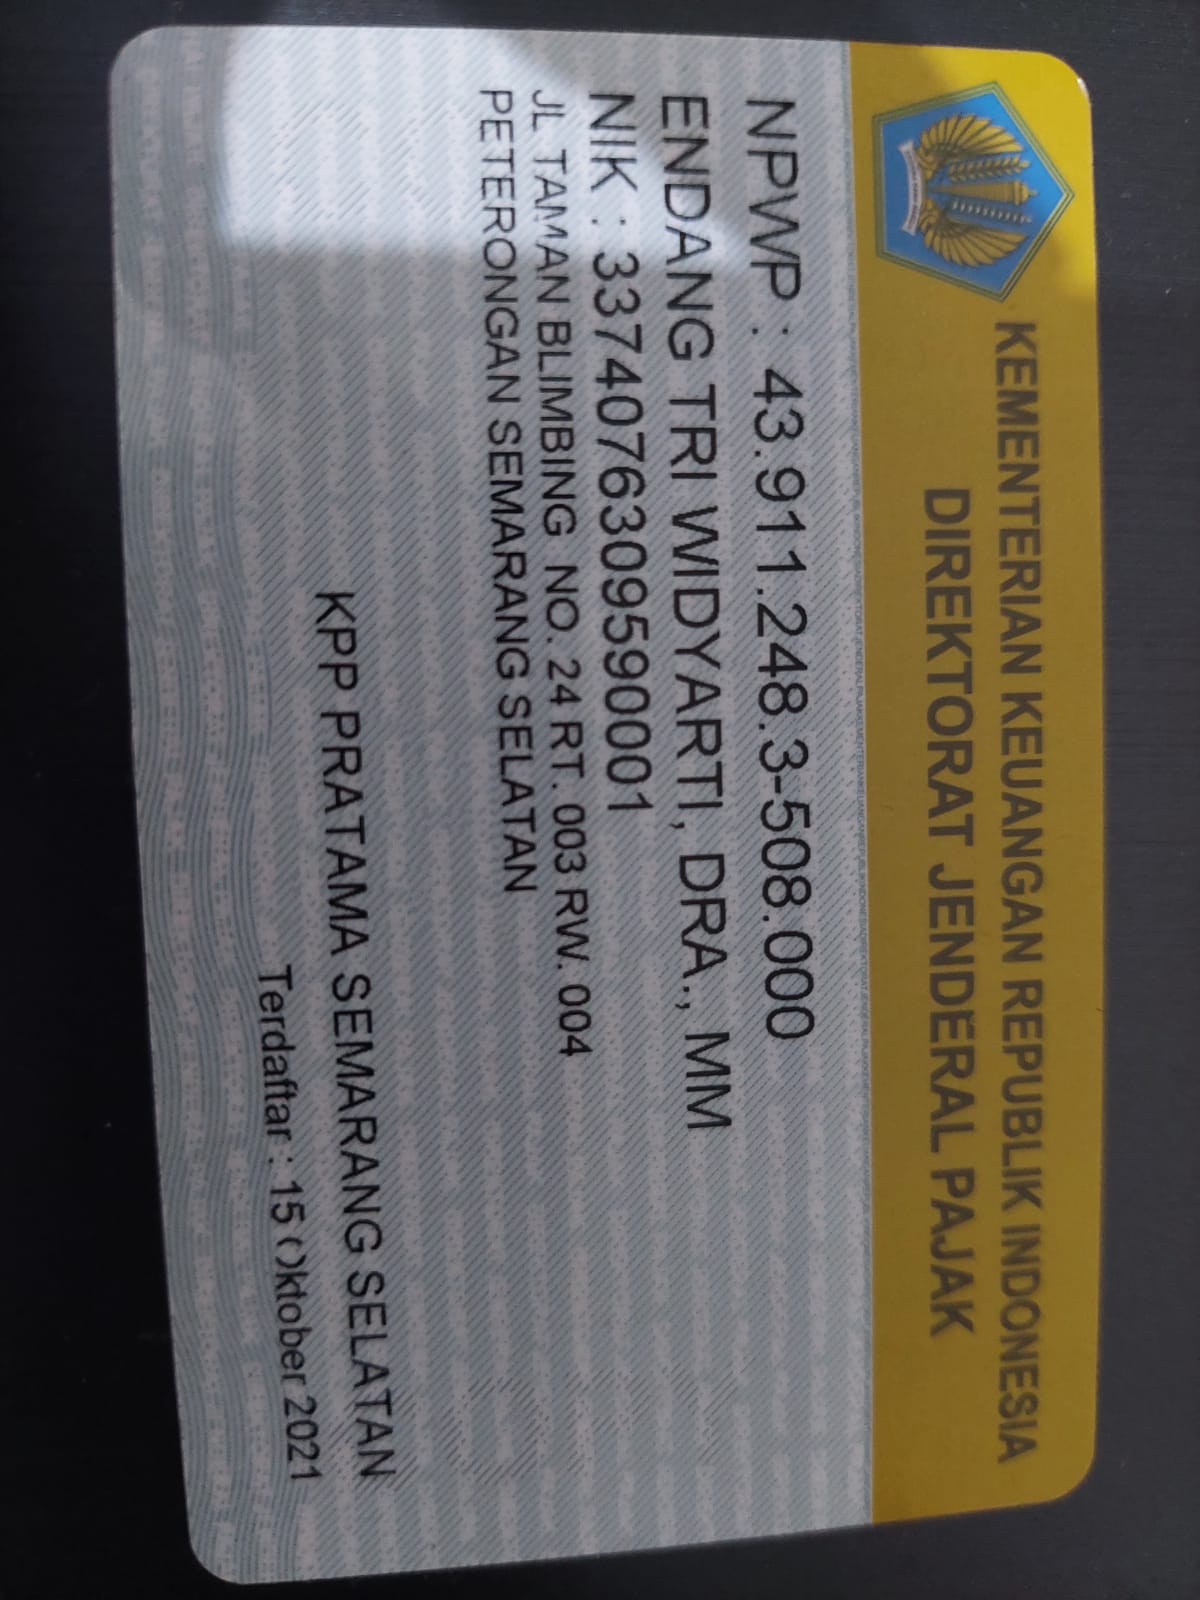 KEMENTERIAN KEUANGAN REPUBLIK INDONESIA
DIREKTORAT JENDERAL PAJAK
NPWP : 43.911.248.3-508.000
ENDANG TRI WIDYARTI, DRA., MM
NIK : 3374076309590001
JL TAMAN BLIMBING NO. 24 RT. 003 RW. 004
PETERONGAN SEMARANG SELATAN
KPP PRATAMA SEMARANG SELATAN
Terdaftar : 15 Oktober 2021